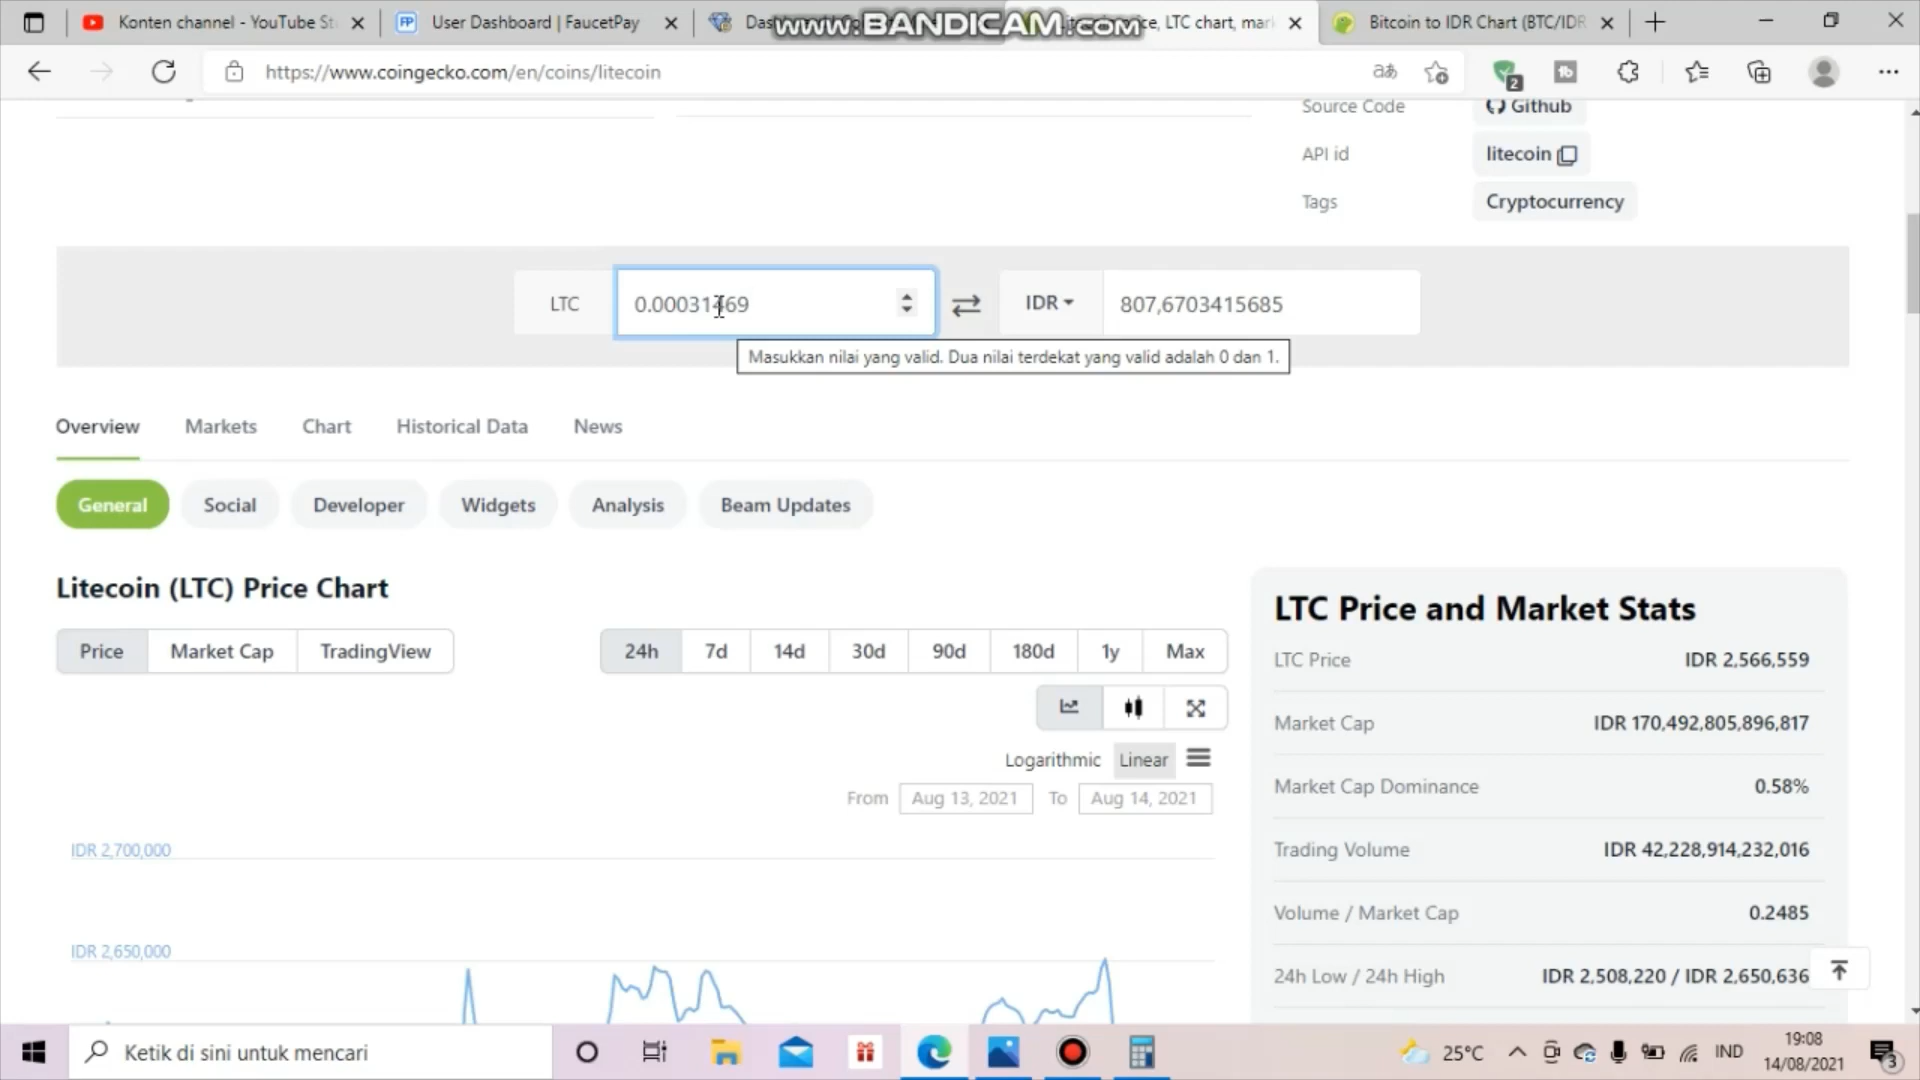 Konten channel - YouTube St
User Dashboard | FaucetPay
Das
e, LTC chart, mark
Bitcoin to IDR Chart (BTC/IDR
www.BANDICAM.com
https://www.coingecko.com/en/coins/litecoin
aあ
2
Source Code
Github
API id
litecoin
Tags
Cryptocurrency
LTC
0.00031469
IDR
807,6703415685
Masukkan nilai yang valid. Dua nilai terdekat yang valid adalah 0 dan 1.
Overview Markets Chart Historical Data News
General Social Developer Widgets Analysis Beam Updates
Litecoin (LTC) Price Chart
Price Market Cap TradingView
24h 7d 14d 30d 90d 180d 1y Max
Logarithmic Linear
From Aug 13, 2021 To Aug 14, 2021
IDR 2,700,000
IDR 2,650,000
LTC Price and Market Stats
LTC Price IDR 2,566,559
Market Cap IDR 170,492,805,896,817
Market Cap Dominance 0.58%
Trading Volume IDR 42,228,914,232,016
Volume / Market Cap 0.2485
24h Low / 24h High IDR 2,508,220 / IDR 2,650,636
Ketik di sini untuk mencari
25°C
IND
19:08
14/08/2021
3